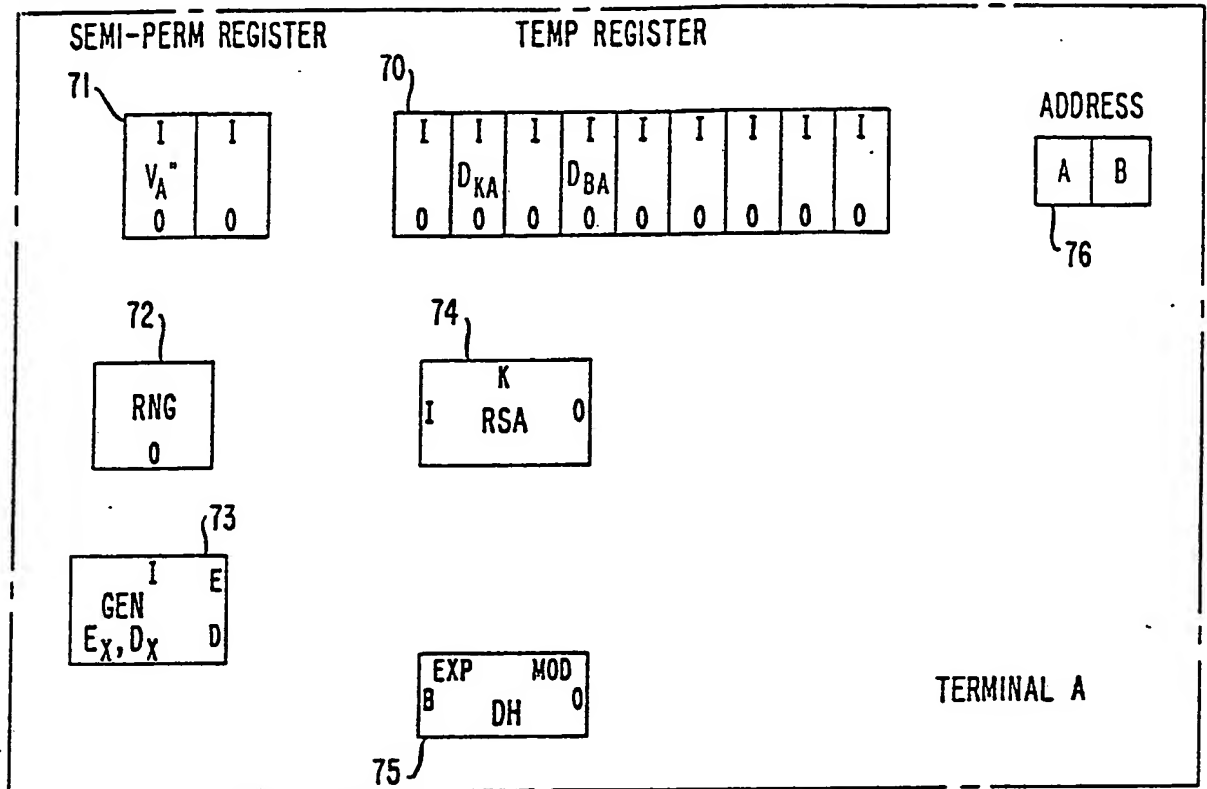 SEMI-PERM REGISTER TEMP REGISTER
71 70
I I I I I I I I I I I ADDRESS
V_A" D_KA D_BA A B
0 0 0 0 0 0 0 0 0 0 0
76
72 74
K
RNG I RSA 0
0
73
I E
GEN
E_X, D_X D
EXP MOD
B 0 TERMINAL A
DH
75